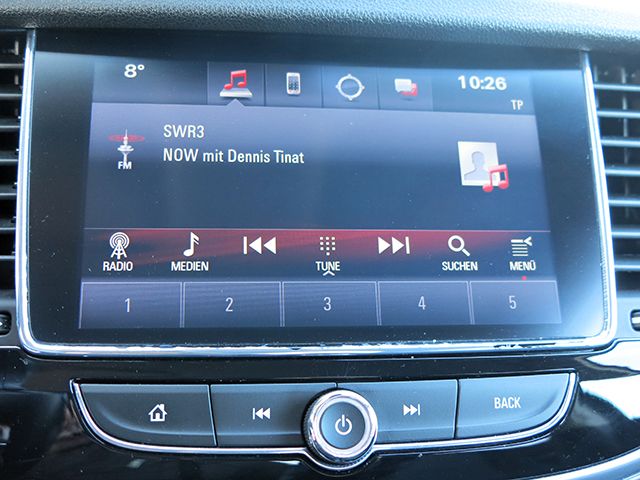 8° 10:26
TP
SWR3
NOW mit Dennis Tinat
FM
RADIO MEDIEN TUNE SUCHEN MENÜ
1 2 3 4 5
BACK